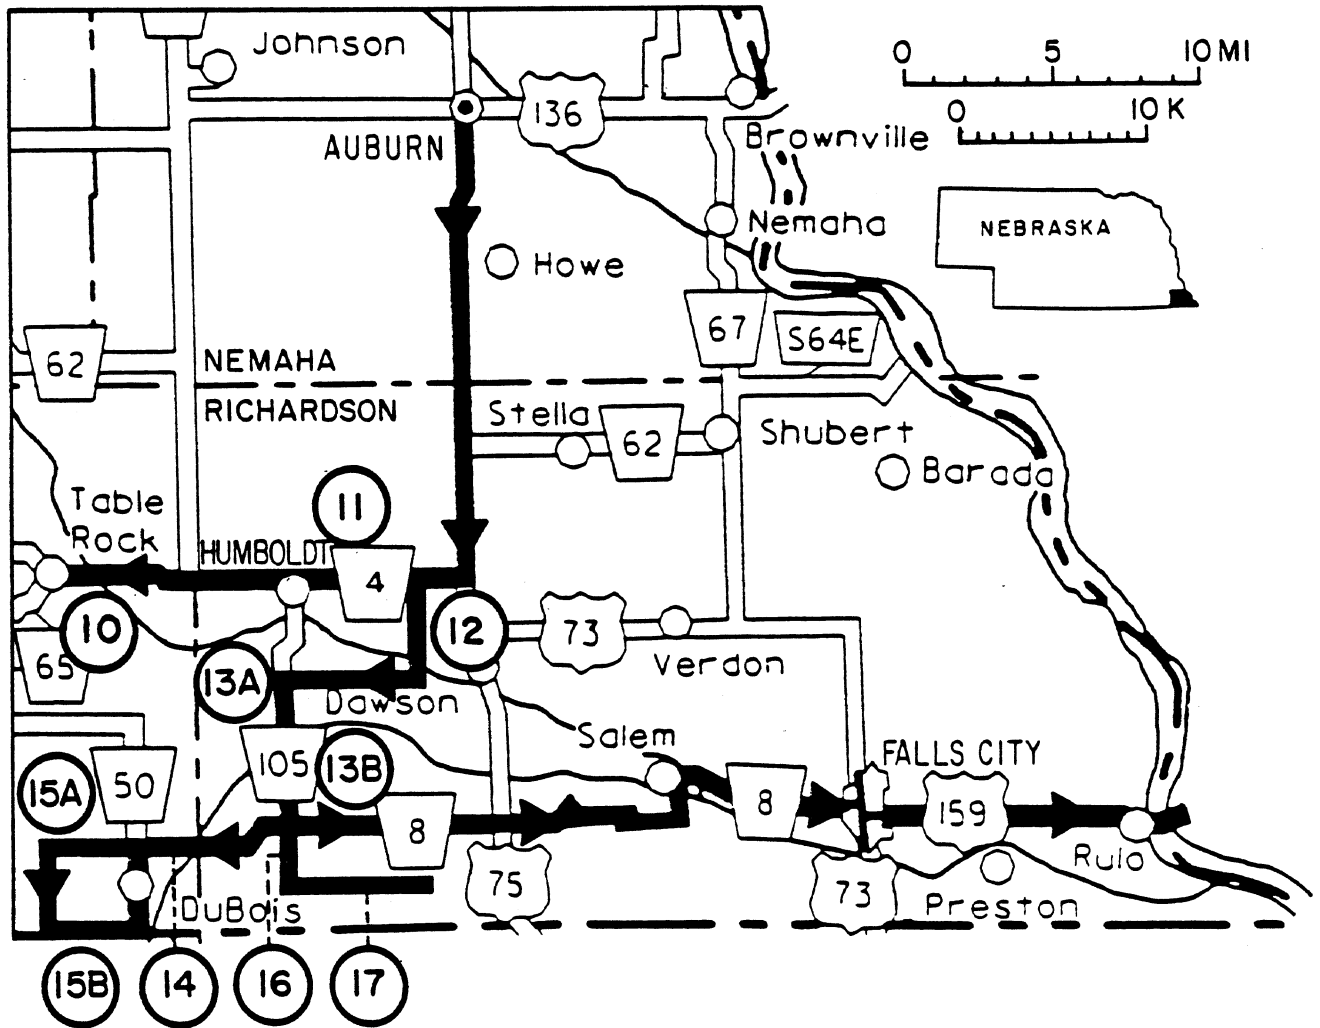 Johnson
0 5 10 MI
0 10 K
136
AUBURN
Brownville
Nemaha
NEBRASKA
Howe
67
S64E
62
NEMAHA
RICHARDSON
Stella
62
Shubert
Barada
Table
Rock
11
HUMBOLDT
4
10
12
73
65
13A
Verdon
Dawson
Salem
105
13B
FALLS CITY
50
15A
8
8
159
Rulo
75
73
DuBois
Preston
15B
14
16
17